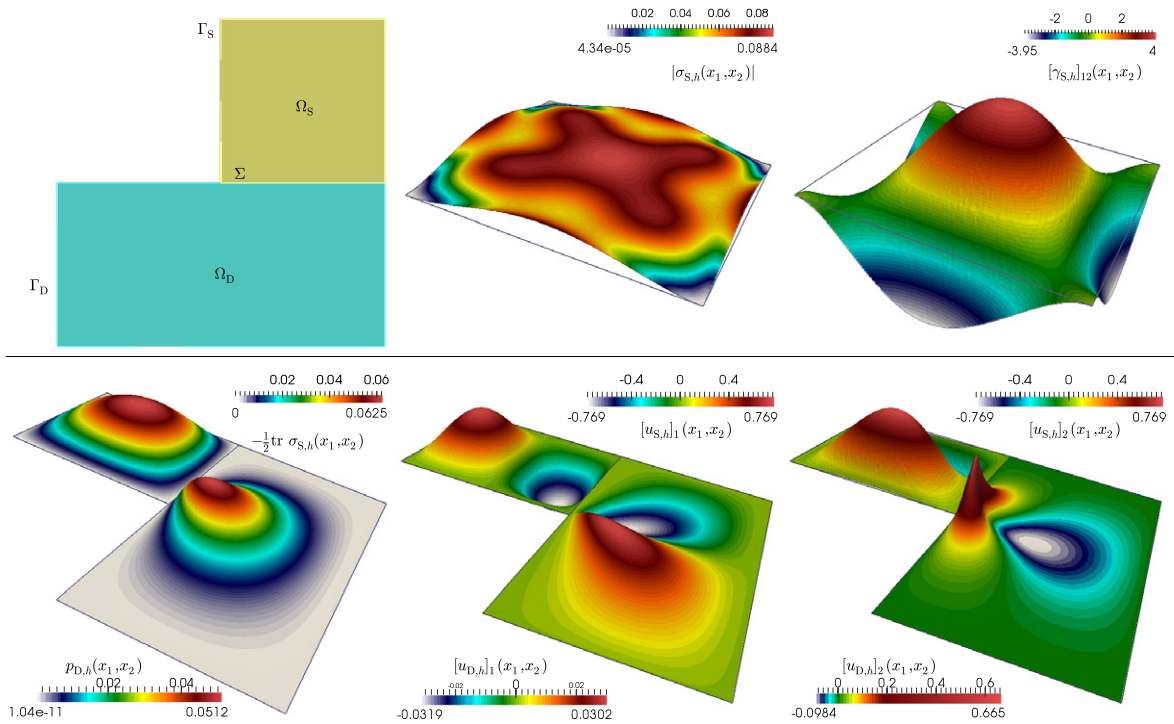 Γ_S
Ω_S
Σ
Ω_D
Γ_D
0.02 0.04 0.06 0.08
4.34e-05 0.0884
|σ_{S,h}(x_1,x_2)|
-2 0 2
-3.95 4
[γ_{S,h}]_{12}(x_1,x_2)
0.02 0.04 0.06
0 0.0625
−½tr σ_{S,h}(x_1,x_2)
-0.4 0 0.4
-0.769 0.769
[u_{S,h}]_1(x_1,x_2)
-0.4 0 0.4
-0.769 0.769
[u_{S,h}]_2(x_1,x_2)
p_{D,h}(x_1,x_2)
0.02 0.04
1.04e-11 0.0512
[u_{D,h}]_1(x_1,x_2)
-0.02 0 0.02
-0.0319 0.0302
[u_{D,h}]_2(x_1,x_2)
0 0.2 0.4 0.6
-0.0984 0.665